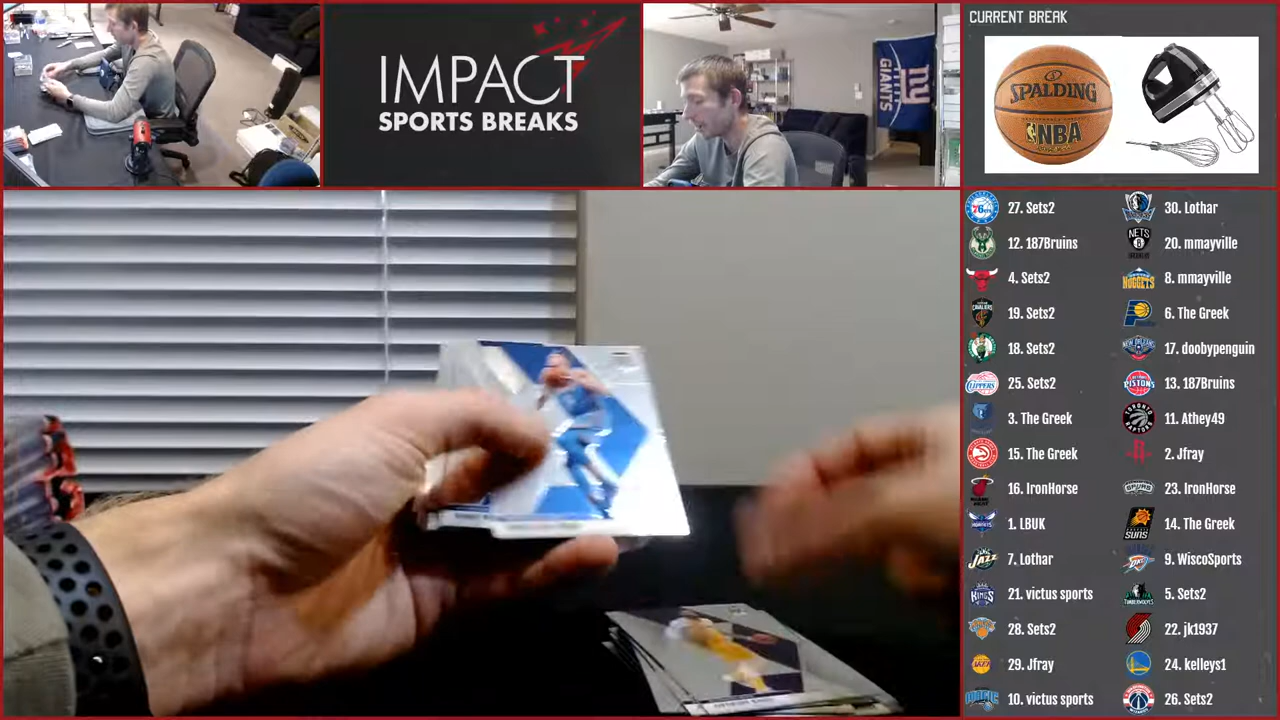 IMPACT
SPORTS BREAKS
NY
GIANTS
CURRENT BREAK
SPALDING
NBA
27. Sets2
30. Lothar
12. 187Bruins
20. mmayville
4. Sets2
8. mmayville
19. Sets2
6. The Greek
18. Sets2
17. doobypenguin
25. Sets2
13. 187Bruins
3. The Greek
11. Athey49
15. The Greek
2. Jfray
16. IronHorse
23. IronHorse
1. LBUK
14. The Greek
7. Lothar
9. WiscoSports
21. victus sports
5. Sets2
28. Sets2
22. jk1937
29. Jfray
24. kelleys1
10. victus sports
26. Sets2